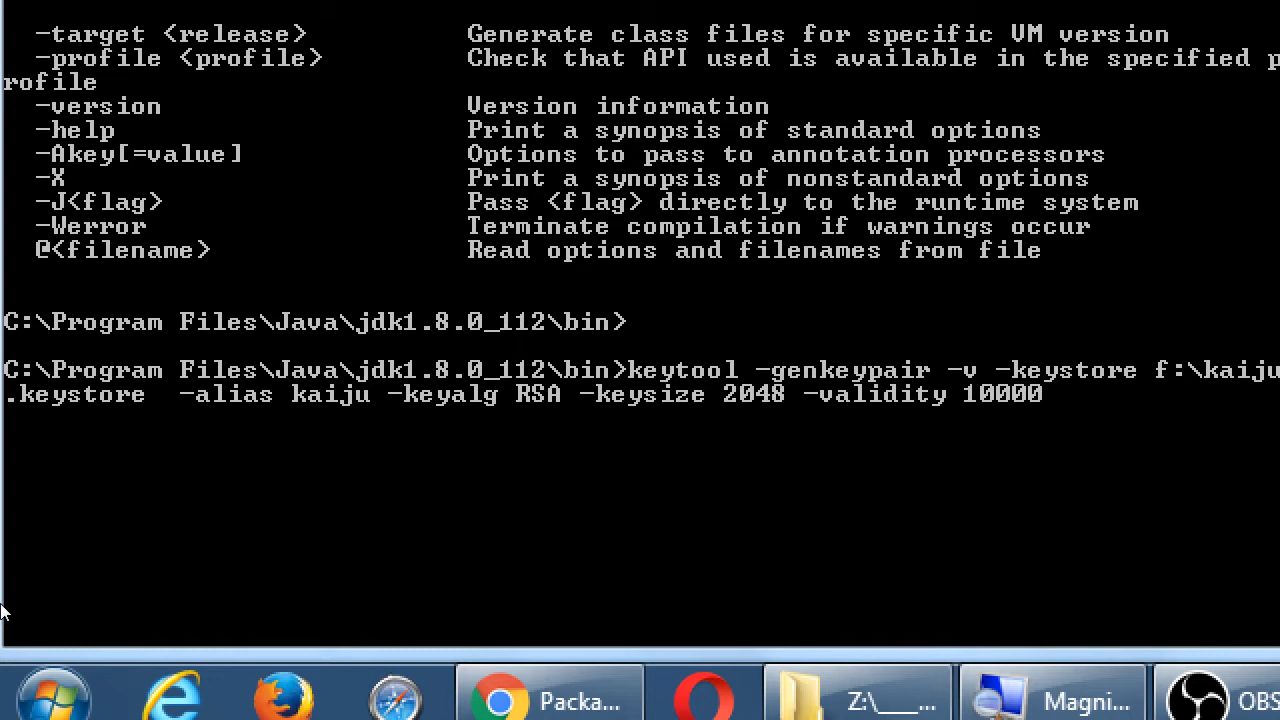 -target <release> Generate class files for specific VM version
-profile <profile> Check that API used is available in the specified p
rofile
-version Version information
-help Print a synopsis of standard options
-Akey[=value] Options to pass to annotation processors
-X Print a synopsis of nonstandard options
-J<flag> Pass <flag> directly to the runtime system
-Werror Terminate compilation if warnings occur
@<filename> Read options and filenames from file
C:\Program Files\Java\jdk1.8.0_112\bin>
C:\Program Files\Java\jdk1.8.0_112\bin>keytool -genkeypair -v -keystore f:\kaiju
.keystore  -alias kaiju -keyalg RSA -keysize 2048 -validity 10000
Packa... Z:\___... Magni... OBS